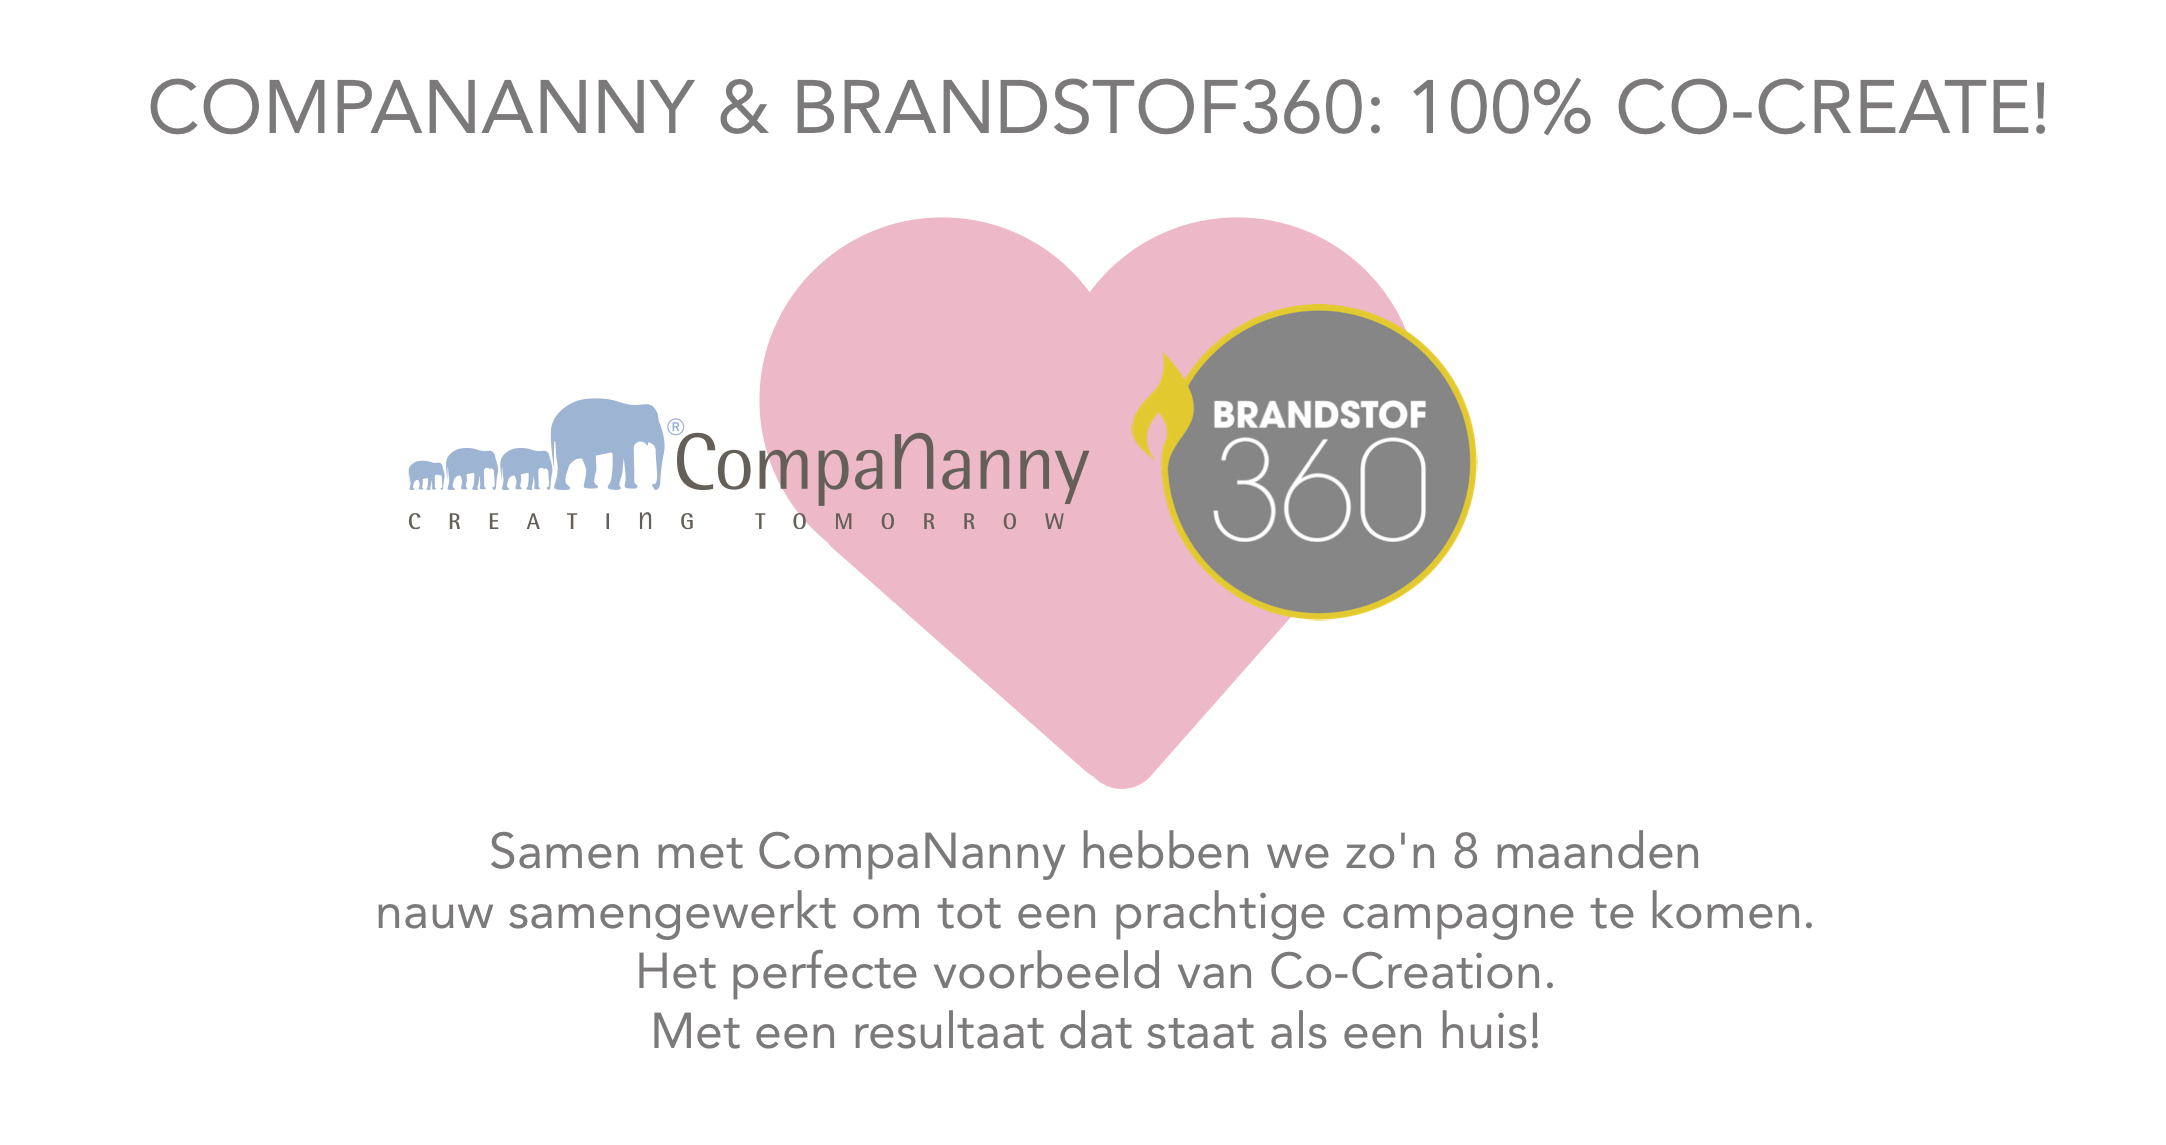 COMPANANNY & BRANDSTOF360: 100% CO-CREATE!
®
CompaNanny
CREATInG TOMORROW
BRANDSTOF
360
Samen met CompaNanny hebben we zo'n 8 maanden
nauw samengewerkt om tot een prachtige campagne te komen.
Het perfecte voorbeeld van Co-Creation.
Met een resultaat dat staat als een huis!